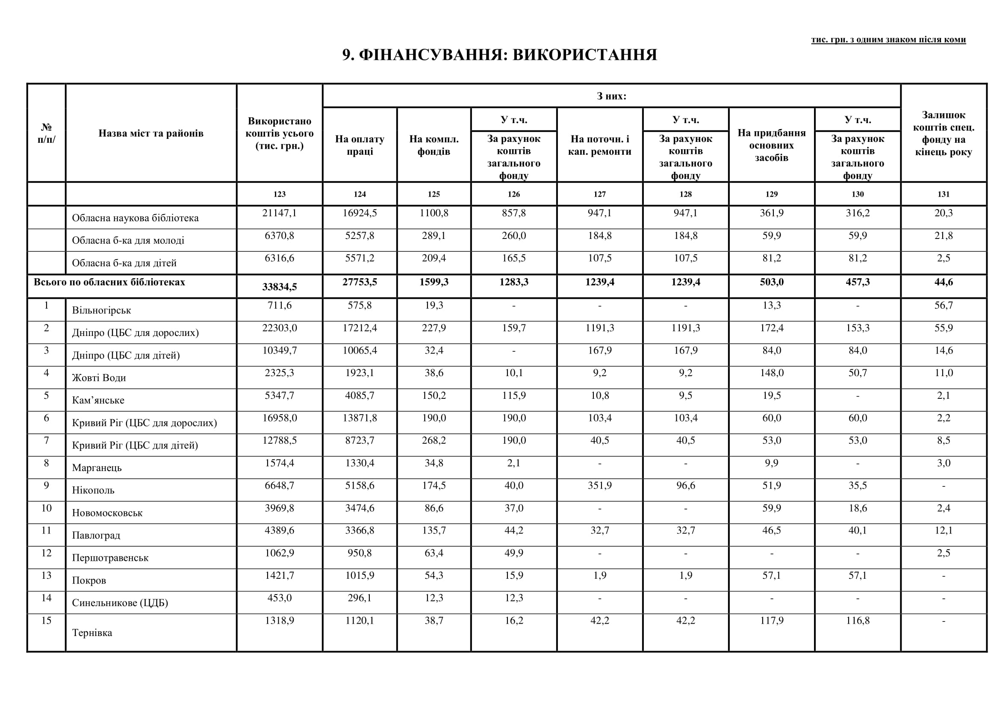 тис. грн. з одним знаком після коми
9. ФІНАНСУВАННЯ: ВИКОРИСТАННЯ
№ п/п/
Назва міст та районів
Використано коштів усього (тис. грн.)
З них:
На оплату праці
На компл. фондів
У т.ч.
За рахунок коштів загального фонду
На поточн. і кап. ремонти
У т.ч.
За рахунок коштів загального фонду
На придбання основних засобів
У т.ч.
За рахунок коштів загального фонду
Залишок коштів спец. фонду на кінець року
123 124 125 126 127 128 129 130 131
Обласна наукова бібліотека 21147,1 16924,5 1100,8 857,8 947,1 947,1 361,9 316,2 20,3
Обласна б-ка для молоді 6370,8 5257,8 289,1 260,0 184,8 184,8 59,9 59,9 21,8
Обласна б-ка для дітей 6316,6 5571,2 209,4 165,5 107,5 107,5 81,2 81,2 2,5
Всього по обласних бібліотеках 33834,5 27753,5 1599,3 1283,3 1239,4 1239,4 503,0 457,3 44,6
1 Вільногірськ 711,6 575,8 19,3 - - - 13,3 - 56,7
2 Дніпро (ЦБС для дорослих) 22303,0 17212,4 227,9 159,7 1191,3 1191,3 172,4 153,3 55,9
3 Дніпро (ЦБС для дітей) 10349,7 10065,4 32,4 - 167,9 167,9 84,0 84,0 14,6
4 Жовті Води 2325,3 1923,1 38,6 10,1 9,2 9,2 148,0 50,7 11,0
5 Кам’янське 5347,7 4085,7 150,2 115,9 10,8 9,5 19,5 - 2,1
6 Кривий Ріг (ЦБС для дорослих) 16958,0 13871,8 190,0 190,0 103,4 103,4 60,0 60,0 2,2
7 Кривий Ріг (ЦБС для дітей) 12788,5 8723,7 268,2 190,0 40,5 40,5 53,0 53,0 8,5
8 Марганець 1574,4 1330,4 34,8 2,1 - - 9,9 - 3,0
9 Нікополь 6648,7 5158,6 174,5 40,0 351,9 96,6 51,9 35,5 -
10 Новомосковськ 3969,8 3474,6 86,6 37,0 - - 59,9 18,6 2,4
11 Павлоград 4389,6 3366,8 135,7 44,2 32,7 32,7 46,5 40,1 12,1
12 Першотравенськ 1062,9 950,8 63,4 49,9 - - - - 2,5
13 Покров 1421,7 1015,9 54,3 15,9 1,9 1,9 57,1 57,1 -
14 Синельникове (ЦДБ) 453,0 296,1 12,3 12,3 - - - - -
15 Тернівка 1318,9 1120,1 38,7 16,2 42,2 42,2 117,9 116,8 -